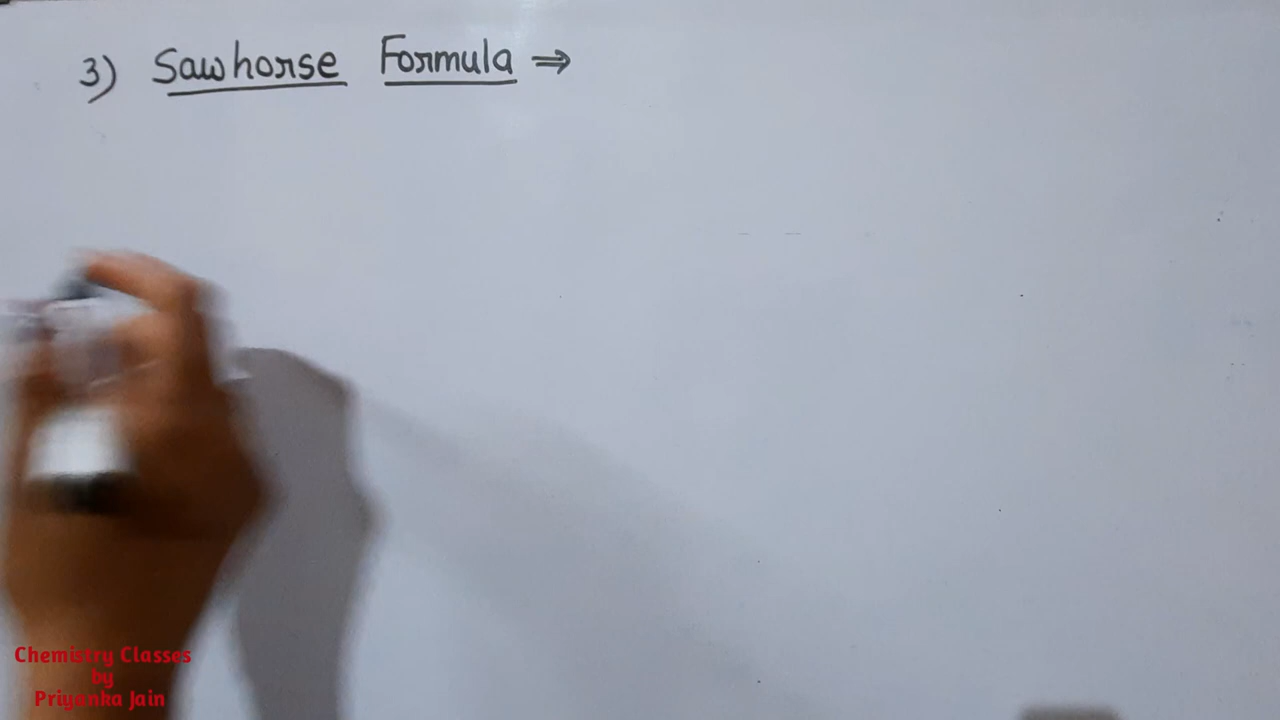 3) Sawhorse Formula ⇒
Chemistry Classes
by
Priyanka Jain